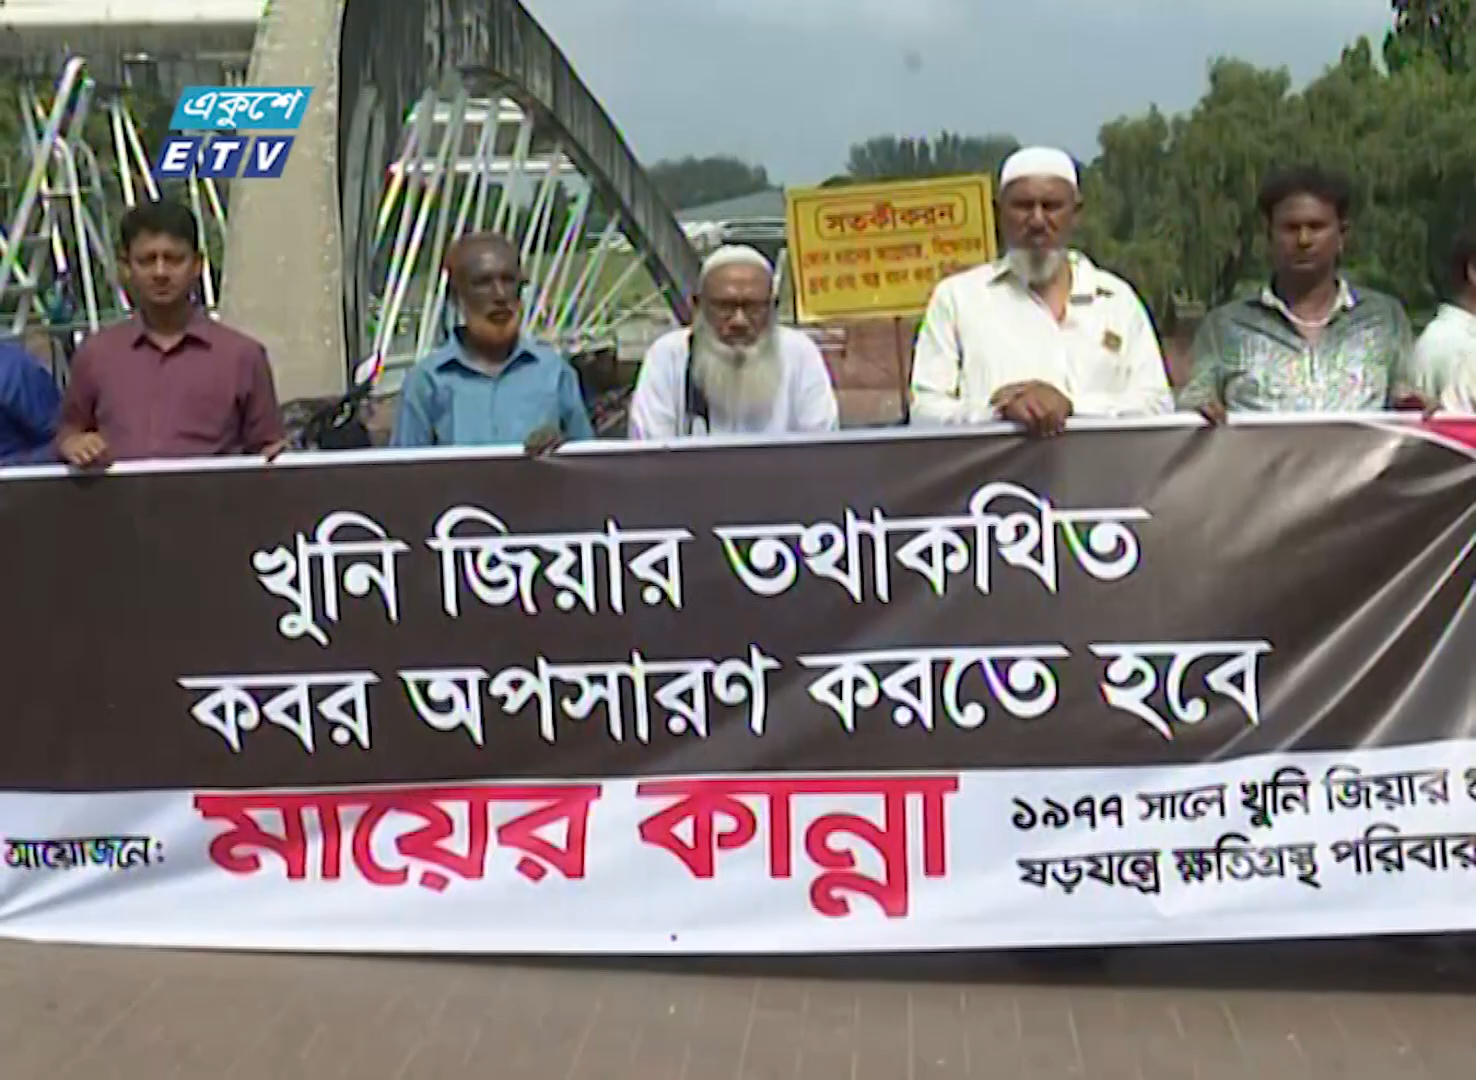 একুশে
ETV
সতর্কীকরন
খুনি জিয়ার তথাকথিত
কবর অপসারণ করতে হবে
আয়োজনে:
মায়ের কান্না
১৯৭৭ সালে খুনি জিয়ার
ষড়যন্ত্রে ক্ষতিগ্রস্থ পরিবার